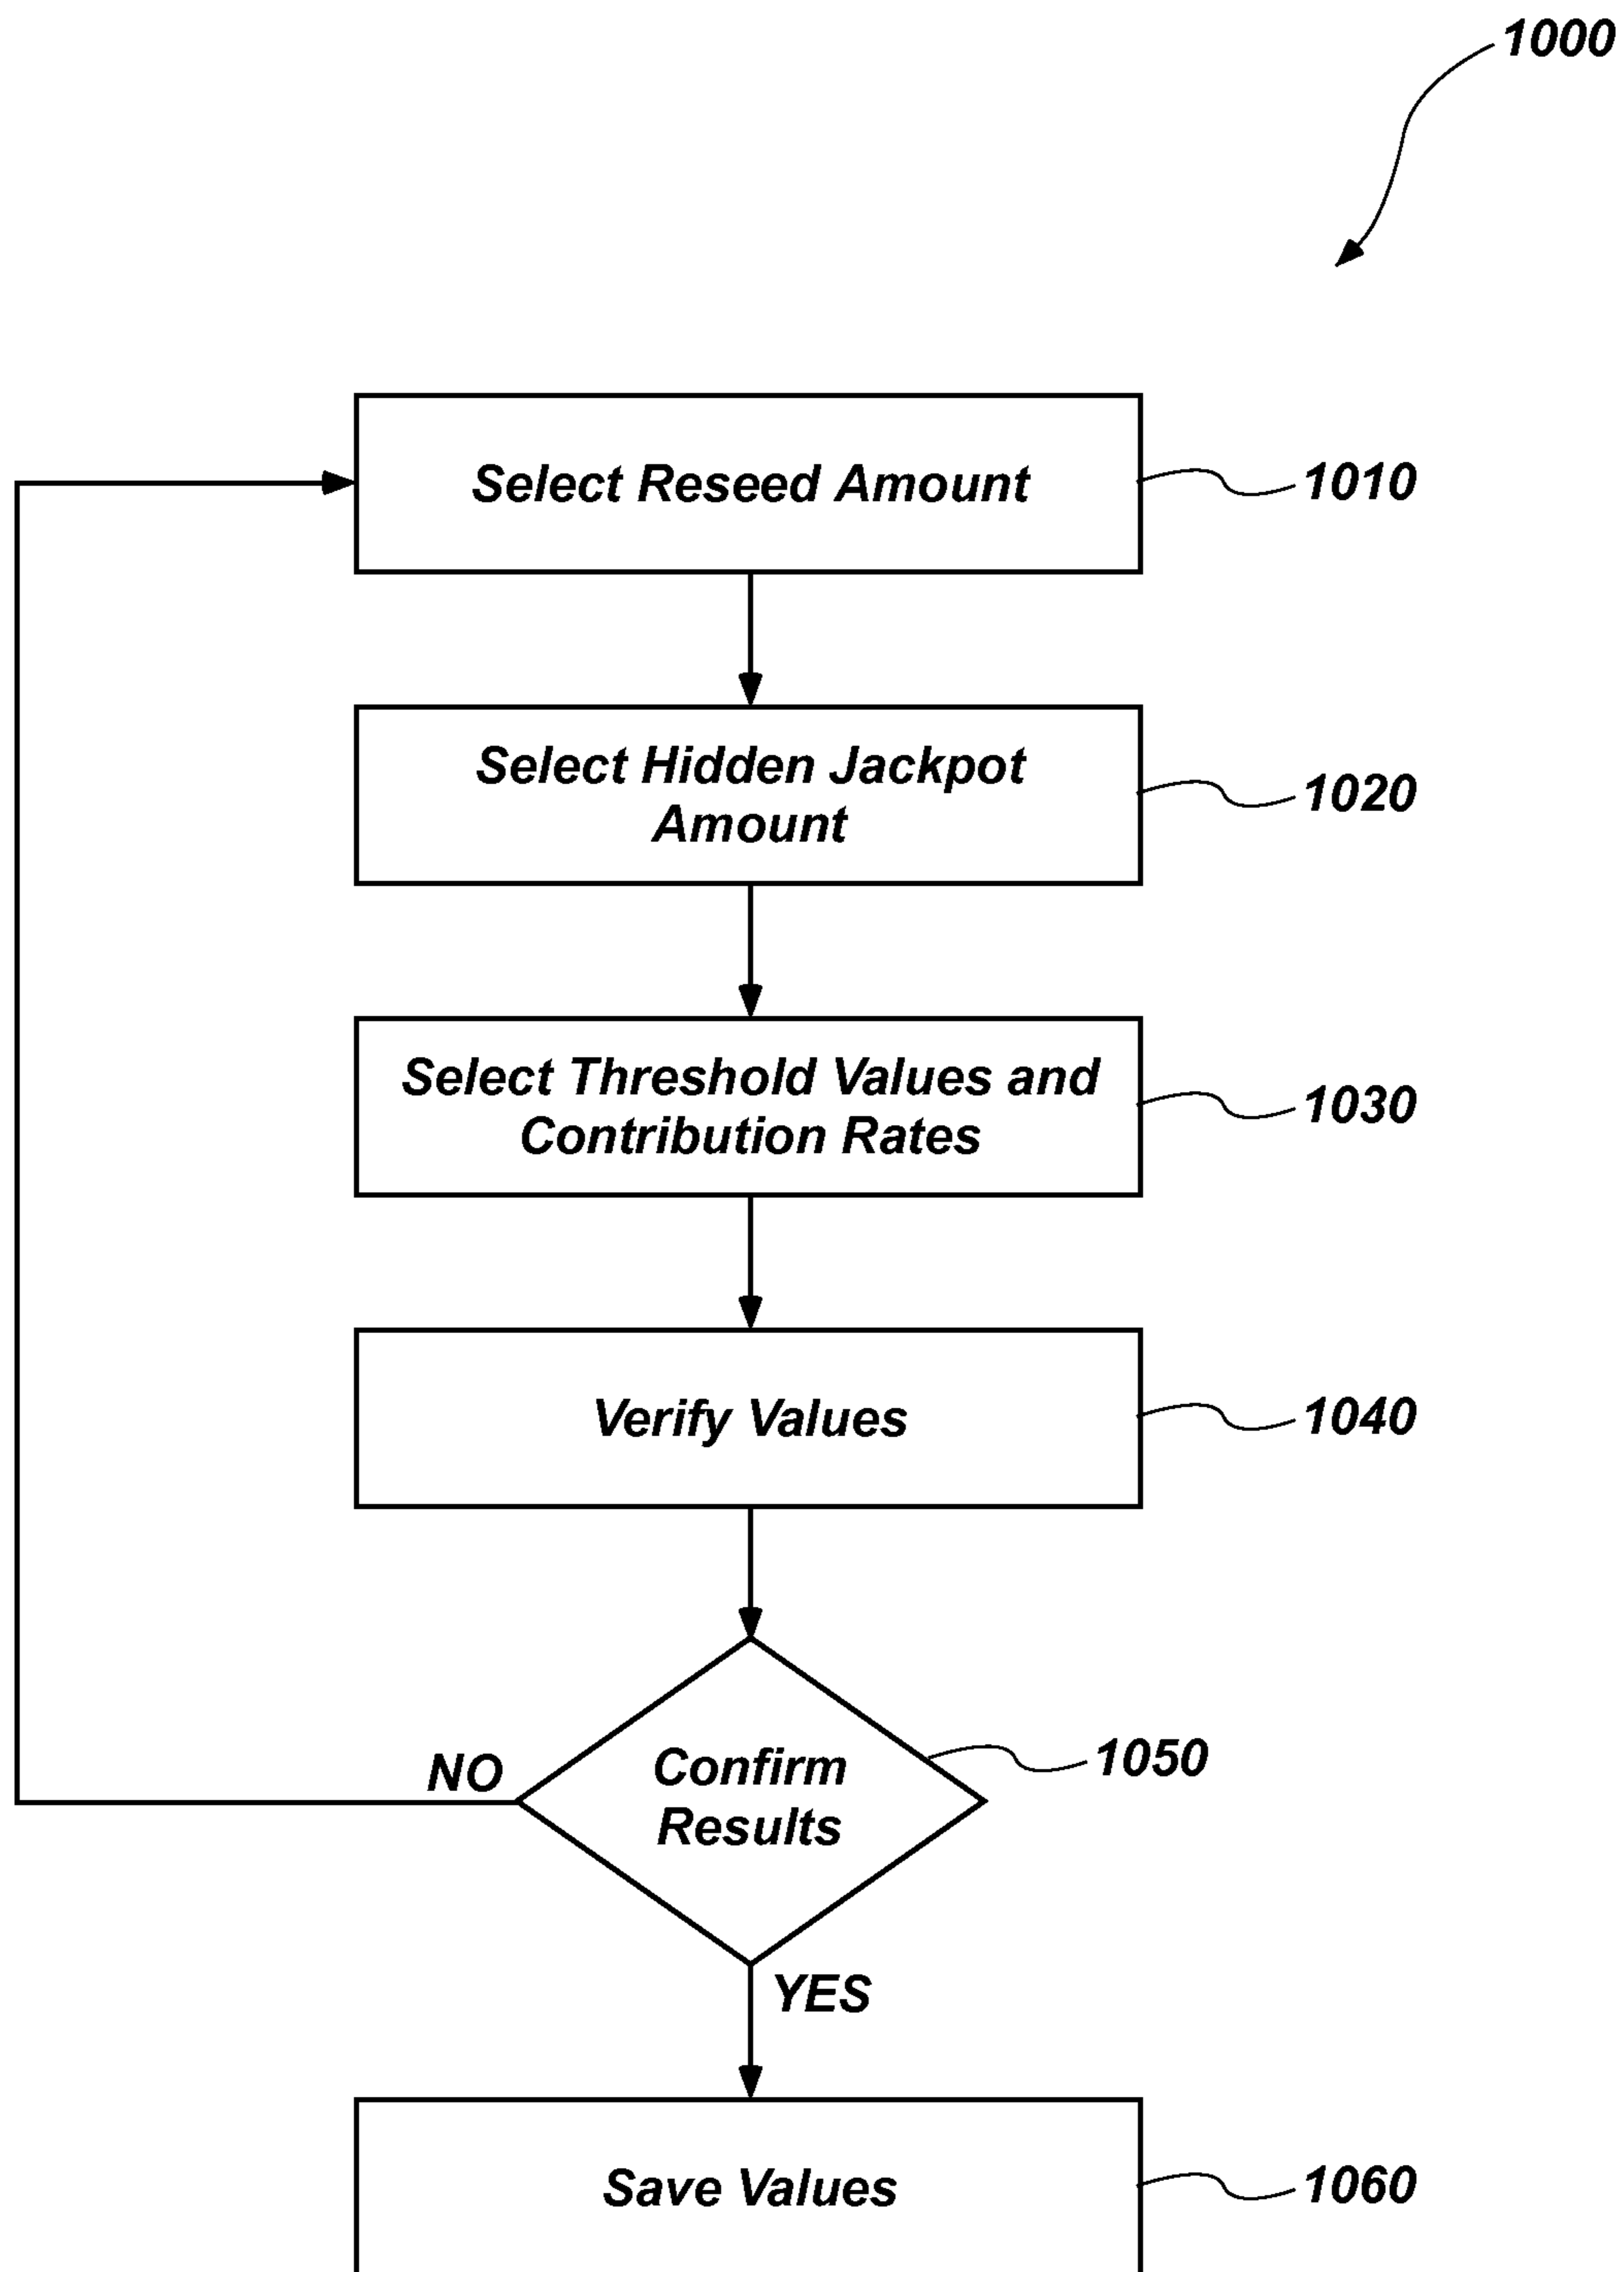 1000
Select Reseed Amount
1010
Select Hidden Jackpot
Amount
1020
Select Threshold Values and
Contribution Rates
1030
Verify Values
1040
Confirm
Results
1050
NO
YES
Save Values
1060